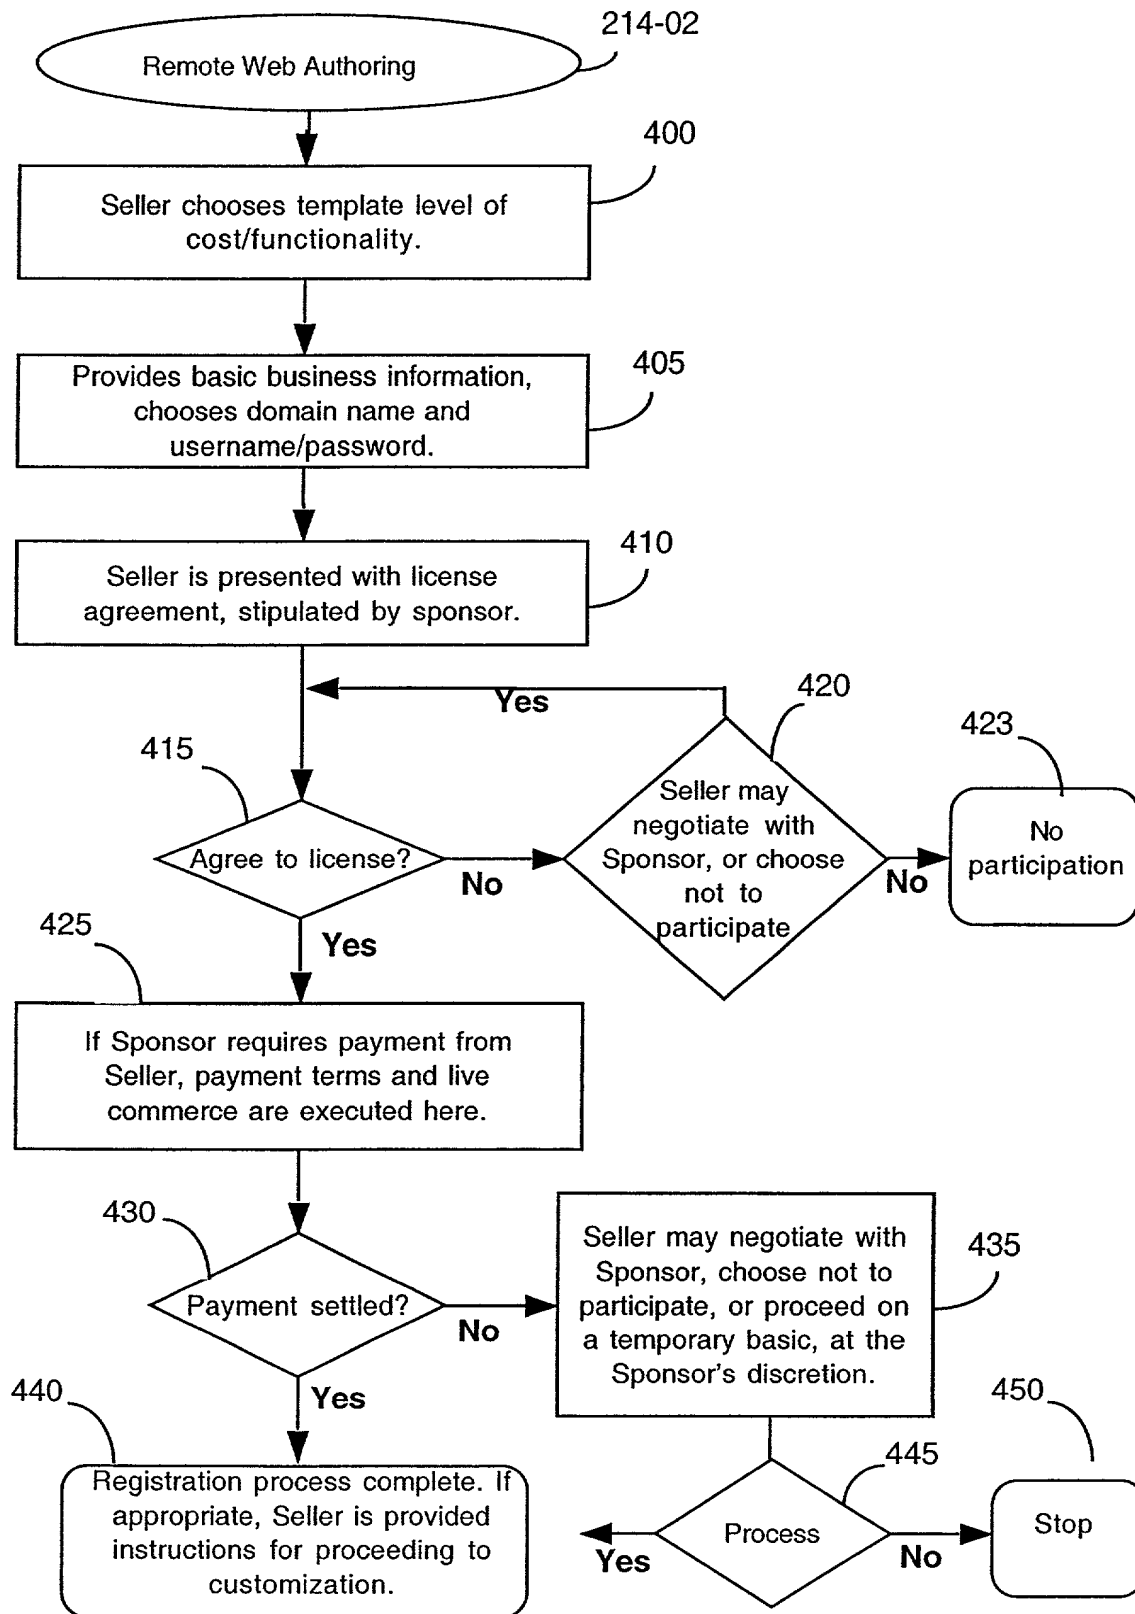 214-02
Remote Web Authoring
400
Seller chooses template level of
cost/functionality.
405
Provides basic business information,
chooses domain name and
username/password.
410
Seller is presented with license
agreement, stipulated by sponsor.
Yes
420
423
415
Seller may
negotiate with
Sponsor, or choose
not to
participate
No
participation
Agree to license?
No
No
425
Yes
If Sponsor requires payment from
Seller, payment terms and live
commerce are executed here.
430
Payment settled?
No
Seller may negotiate with
Sponsor, choose not to
participate, or proceed on
a temporary basic, at the
Sponsor's discretion.
435
Yes
440
Registration process complete. If
appropriate, Seller is provided
instructions for proceeding to
customization.
445
450
Process
Yes
No
Stop